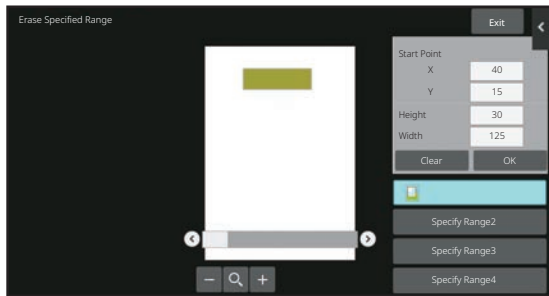 Erase Specified Range
Exit
Start Point
X 40
Y 15
Height 30
Width 125
Clear OK
Specify Range2
Specify Range3
Specify Range4